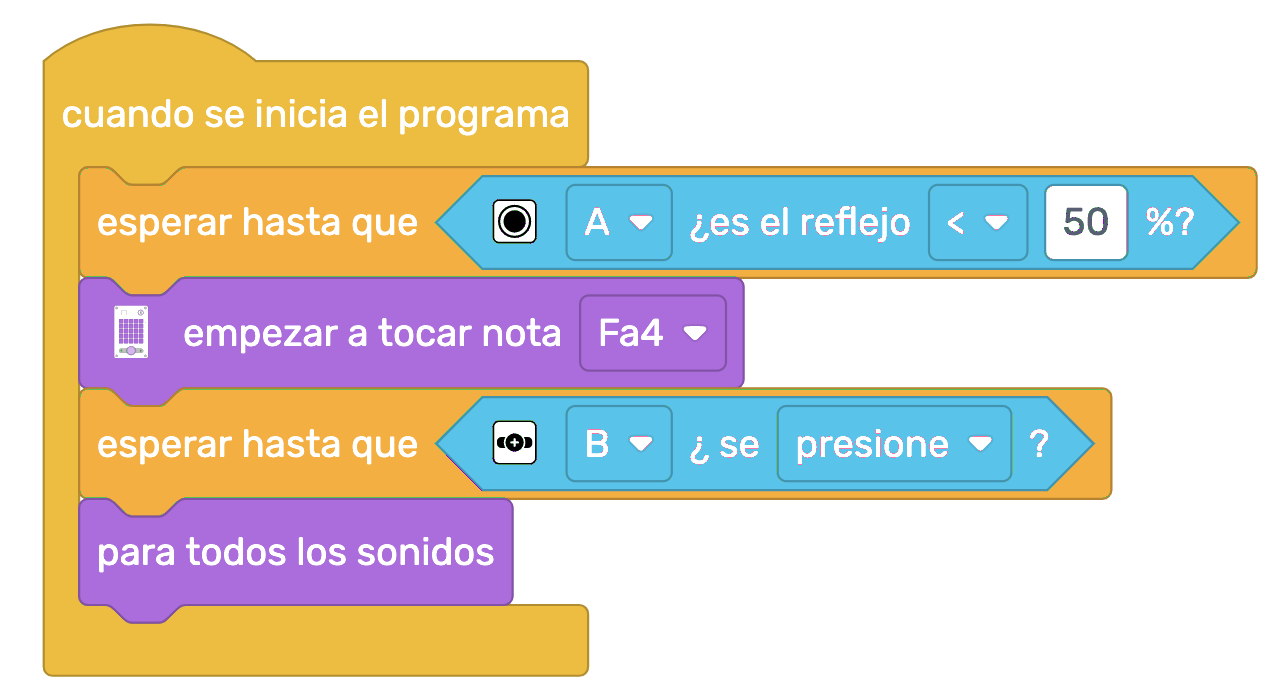 cuando se inicia el programa
esperar hasta que A ¿es el reflejo < 50 %?
empezar a tocar nota Fa4
esperar hasta que B ¿ se presione ?
para todos los sonidos